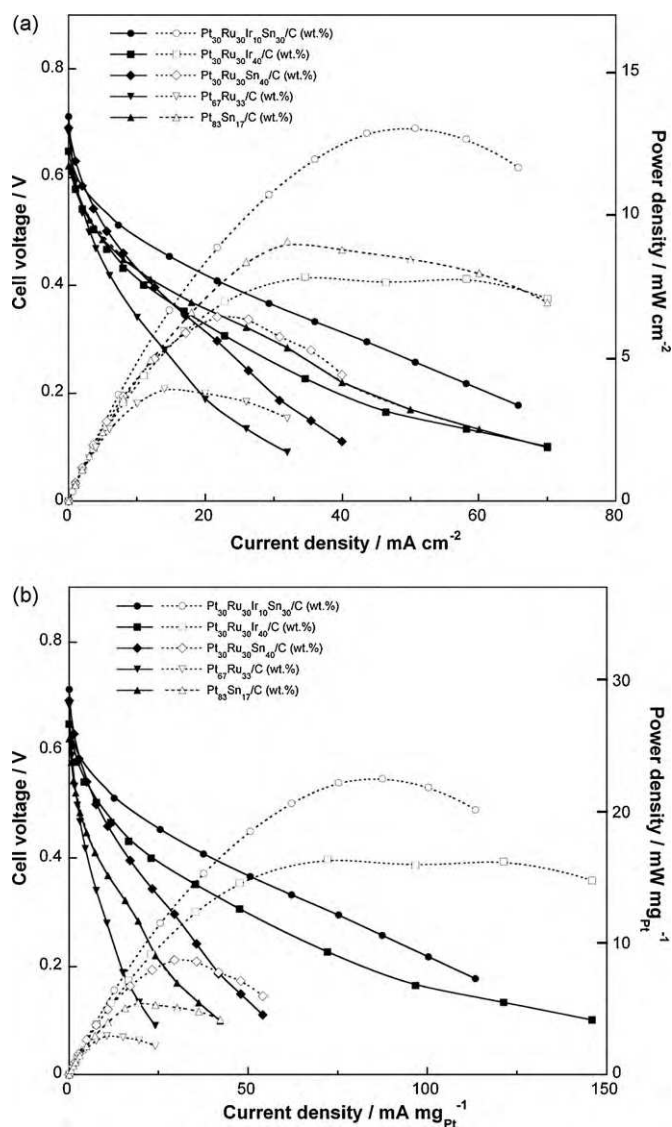 (a)
Pt30Ru30Ir10Sn30/C (wt.%)
Pt30Ru30Ir40/C (wt.%)
Pt30Ru30Sn40/C (wt.%)
Pt67Ru33/C (wt.%)
Pt83Sn17/C (wt.%)
0.8
0.6
0.4
0.2
0
Cell voltage / V
15
10
5
0
Power density / mW cm-2
0 20 40 60 80
Current density / mA cm-2
(b)
Pt30Ru30Ir10Sn30/C (wt.%)
Pt30Ru30Ir40/C (wt.%)
Pt30Ru30Sn40/C (wt.%)
Pt67Ru33/C (wt.%)
Pt83Sn17/C (wt.%)
0.8
0.6
0.4
0.2
0
Cell voltage / V
30
20
10
0
Power density / mW mgPt-1
0 50 100 150
Current density / mA mgPt-1